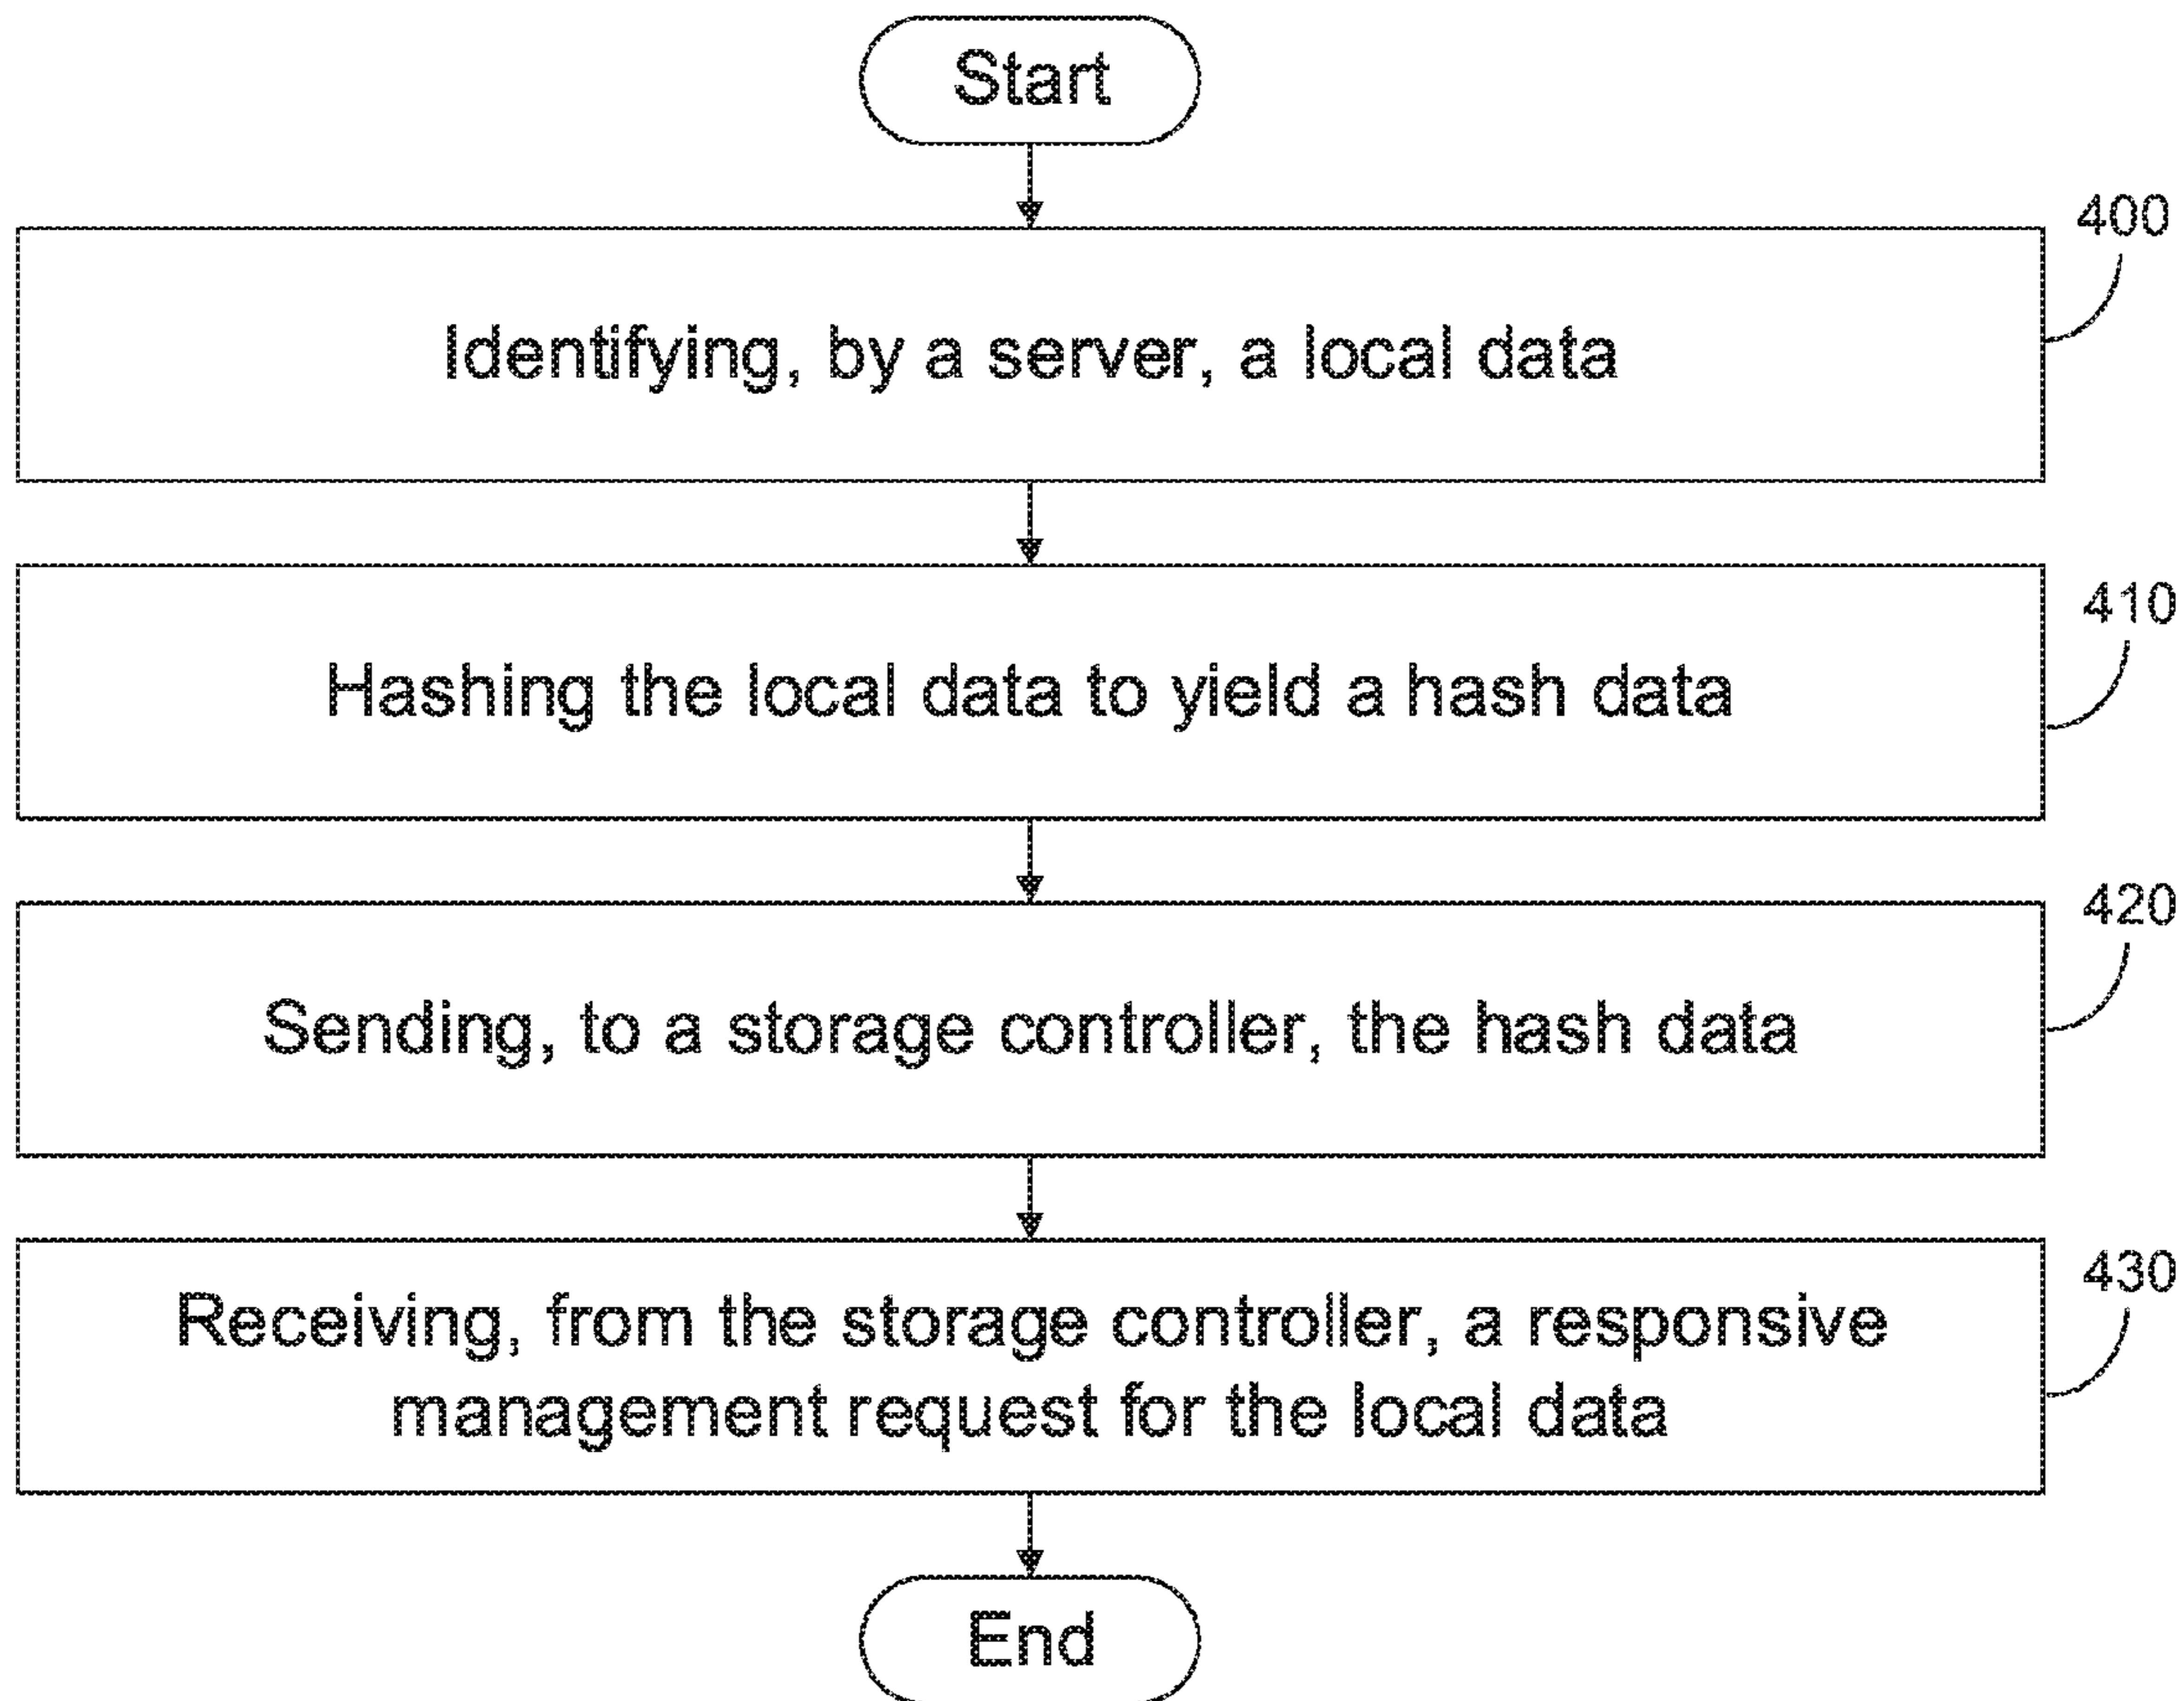 Start
400
Identifying, by a server, a local data
410
Hashing the local data to yield a hash data
420
Sending, to a storage controller, the hash data
430
Receiving, from the storage controller, a responsive
management request for the local data
End